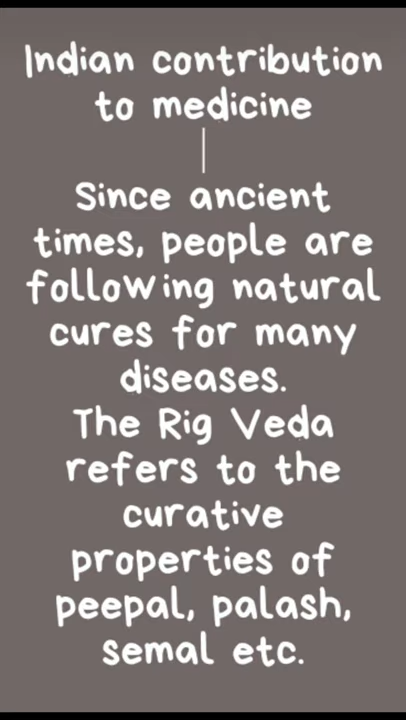 Indian contribution
to medicine
Since ancient
times, people are
following natural
cures for many
diseases.
The Rig Veda
refers to the
curative
properties of
peepal, palash,
semal etc.